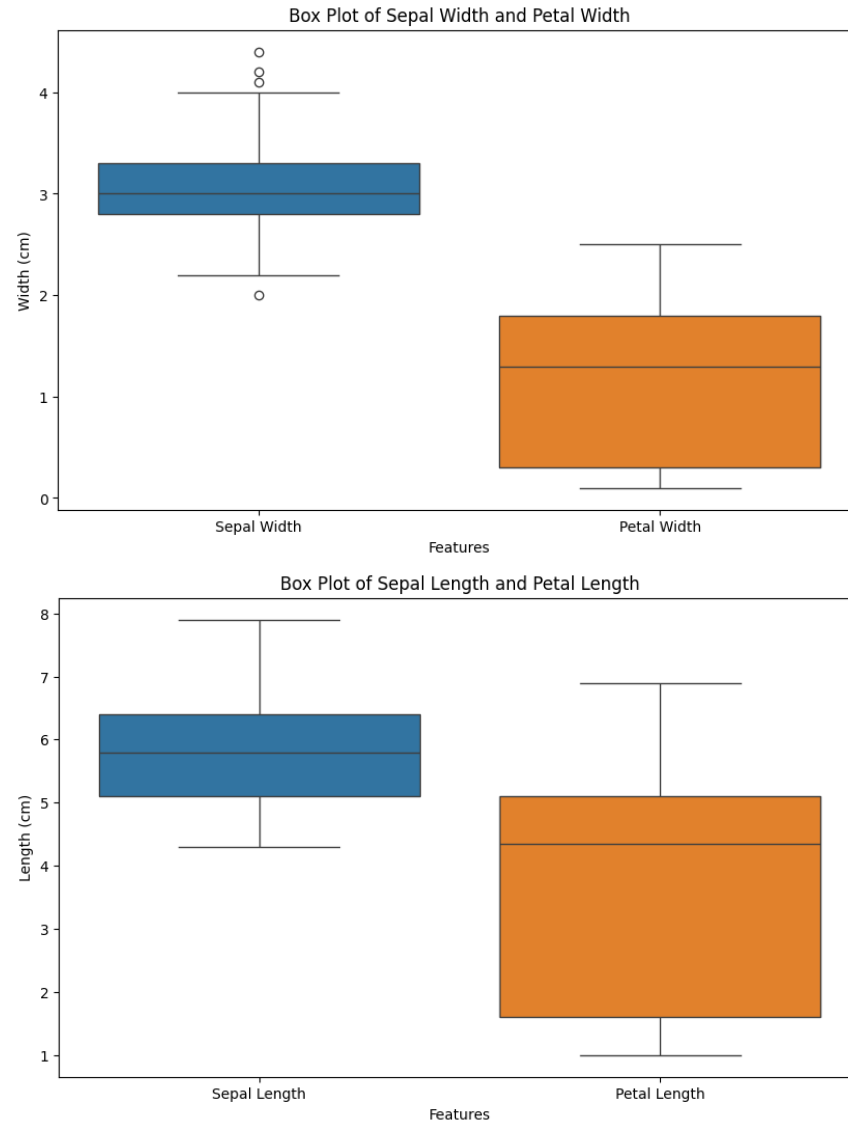 Box Plot of Sepal Width and Petal Width
4
3
2
1
0
Width (cm)
Sepal Width Petal Width
Features
Box Plot of Sepal Length and Petal Length
8
7
6
5
4
3
2
1
Length (cm)
Sepal Length Petal Length
Features